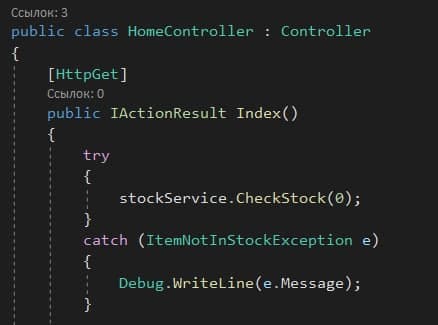 Ссылок: 3
public class HomeController : Controller
{
[HttpGet]
Ссылок: 0
public IActionResult Index()
{
try
{
stockService.CheckStock(0);
}
catch (ItemNotInStockException e)
{
Debug.WriteLine(e.Message);
}